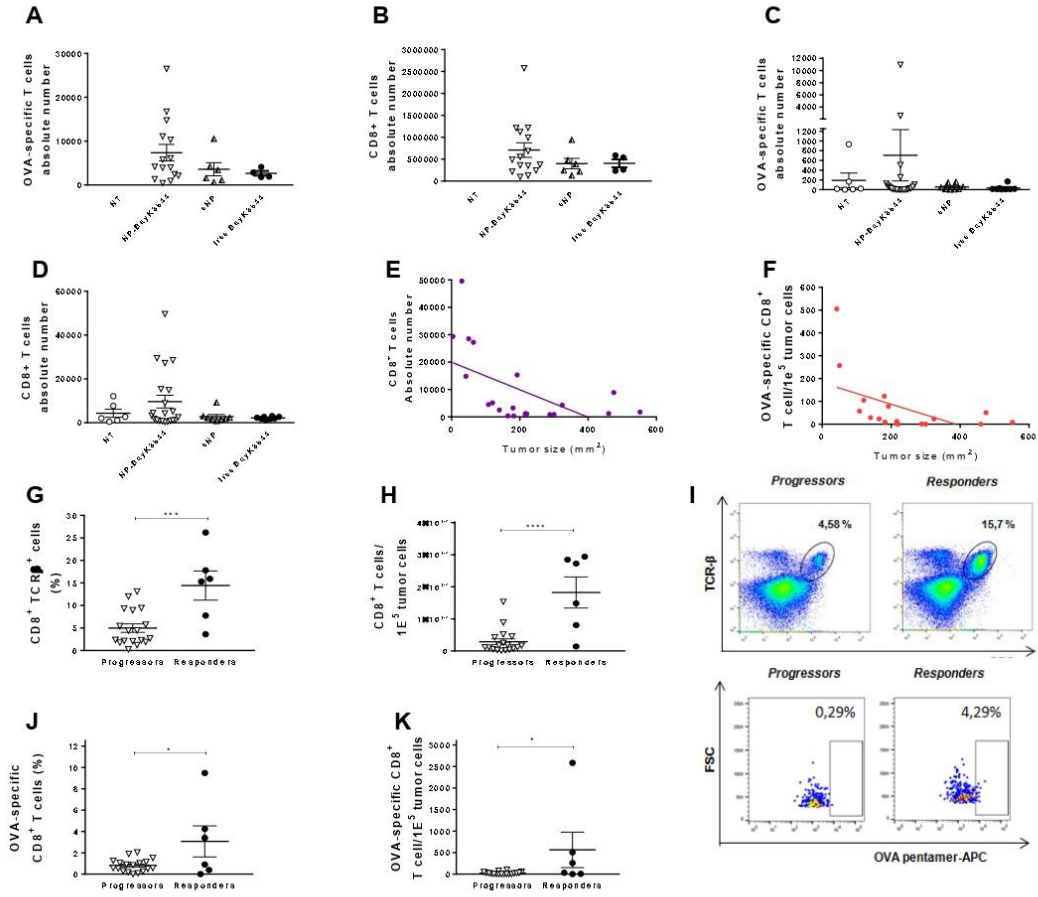 A
OVA-specific T cells
absolute number
30000
20000
10000
0
NT
NP-BayK8644
eNP
free BayK8644
B
CD8+ T cells
absolute number
3000000
2500000
2000000
1500000
1000000
500000
0
NT
NP-BayK8644
eNP
free BayK8644
C
OVA-specific T cells
absolute number
12000
10000
8000
6000
4000
1200
1000
800
600
400
200
0
NT
NP-BayK8644
eNP
free BayK8644
D
CD8+ T cells
absolute number
60000
40000
20000
0
NT
NP-BayK8644
eNP
free BayK8644
E
CD8+ T cells
Absolute number
50000
40000
30000
20000
10000
0
0
200
400
600
Tumor size (mm²)
F
OVA-specific CD8⁺
T cell/1e⁵ tumor cells
600
500
400
300
200
100
0
0
200
400
600
Tumor size (mm²)
G
CD8⁺ TCR ⁺ cells
(%)
30
25
20
15
10
5
0
***
Progressors
Responders
H
CD8⁺ T cells/
1E⁵ tumor cells
0
****
Progressors
Responders
I
Progressors
Responders
4,58 %
15,7 %
TCR-β
Progressors
Responders
0,29%
4,29%
FSC
OVA pentamer-APC
J
OVA-specific
CD8⁺ T cells (%)
12
10
8
6
4
2
0
*
Progressors
Responders
K
OVA-specific CD8⁺
T cell/1E⁵ tumor cells
2500
2000
1500
1000
500
0
*
Progressors
Responders